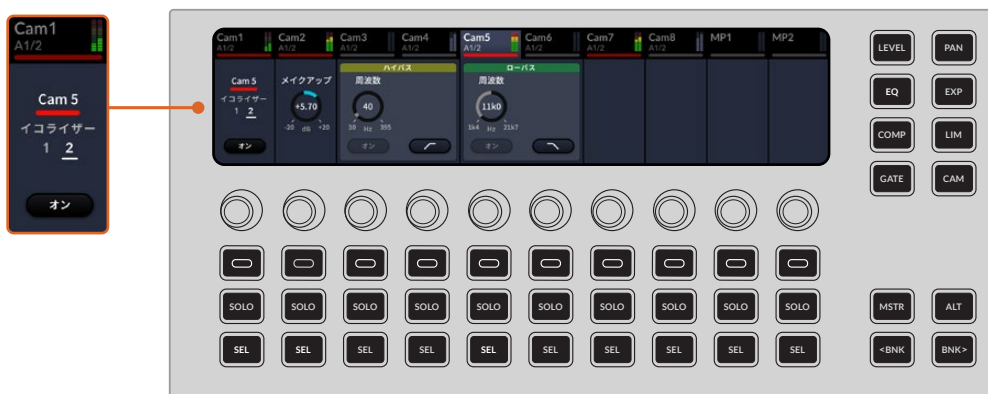 Cam1
A1/2
Cam 5
イコライザー
1 2
オン
Cam1 Cam2 Cam3 Cam4 Cam5 Cam6 Cam7 Cam8 MP1 MP2
A1/2 A1/2 A1/2 A1/2 A1/2 A1/2 A1/2 A1/2
ハイパス ローパス
Cam 5 メイクアップ 周波数 周波数
イコライザー
1 2 +5.70 40 11k0
-20 dB +20 30 Hz 395 1k4 Hz 21k7
オン オン オン
LEVEL PAN
EQ EXP
COMP LIM
GATE CAM
SOLO SOLO SOLO SOLO SOLO SOLO SOLO SOLO SOLO SOLO
MSTR ALT
SEL SEL SEL SEL SEL SEL SEL SEL SEL SEL
<BNK BNK>